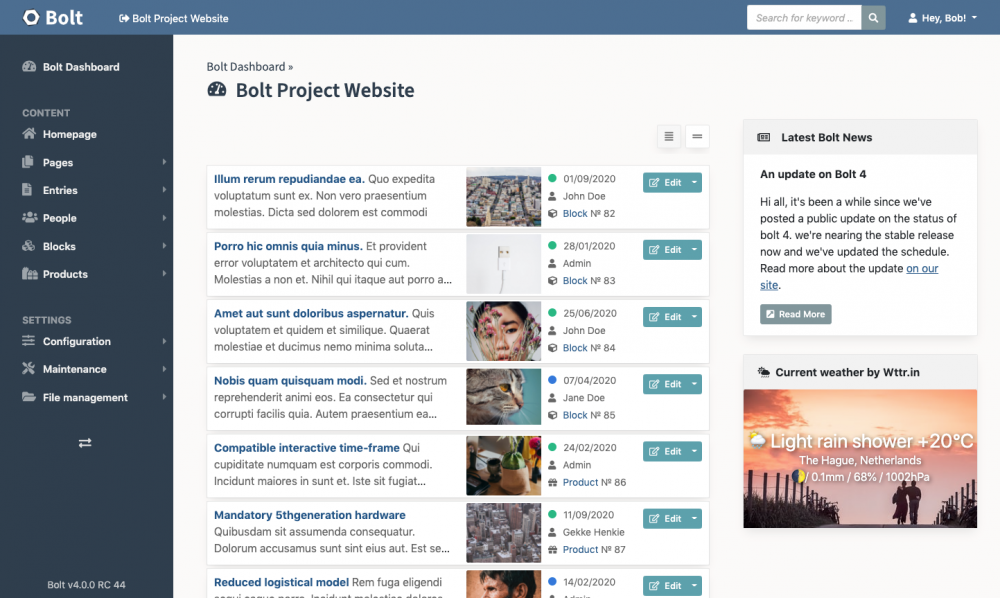 Bolt
Bolt Project Website
Search for keyword ..
Hey, Bob!
Bolt Dashboard
CONTENT
Homepage
Pages
Entries
People
Blocks
Products
SETTINGS
Configuration
Maintenance
File management
Bolt v4.0.0 RC 44
Bolt Dashboard »
Bolt Project Website
Illum rerum repudiandae ea. Quo expedita
voluptatum sunt ex. Non vero praesentium
molestias. Dicta sed dolorem est commodi
01/09/2020
John Doe
Block № 82
Edit
Porro hic omnis quia minus. Et provident
error voluptatem et architecto qui cum.
Molestias a non et. Nihil qui itaque aut porro a...
28/01/2020
Admin
Block № 83
Edit
Amet aut sunt doloribus aspernatur. Quis
voluptatem et quidem et similique. Quaerat
molestiae et ducimus nemo minima soluta...
25/06/2020
John Doe
Block № 84
Edit
Nobis quam quisquam modi. Sed et nostrum
reprehenderit animi eos. Ea consectetur qui
corrupti facilis quia. Autem praesentium ea...
07/04/2020
Jane Doe
Block № 85
Edit
Compatible interactive time-frame Qui
cupiditate numquam est corporis commodi.
Incidunt maiores in sunt et. Iste sit fugiat...
24/02/2020
Admin
Product № 86
Edit
Mandatory 5thgeneration hardware
Quibusdam sit assumenda consequatur.
Dolorum accusamus sunt sint eius aut. Est se...
11/09/2020
Gekke Henkie
Product № 87
Edit
Reduced logistical model Rem fuga eligendi
14/02/2020
Edit
Latest Bolt News
An update on Bolt 4
Hi all, it's been a while since we've
posted a public update on the status of
bolt 4. we're nearing the stable release
now and we've updated the schedule.
Read more about the update on our
site.
Read More
Current weather by Wttr.in
Light rain shower +20°C
The Hague, Netherlands
/ 0.1mm / 68% / 1002hPa